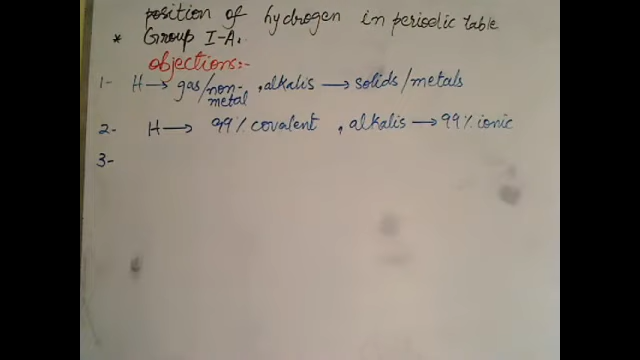 position of hydrogen in periodic table
* Group I-A.
objections:-
1- H → gas/non-metal , alkalis → solids/metals
2- H → 99% covalent , alkalis → 99% ionic
3-